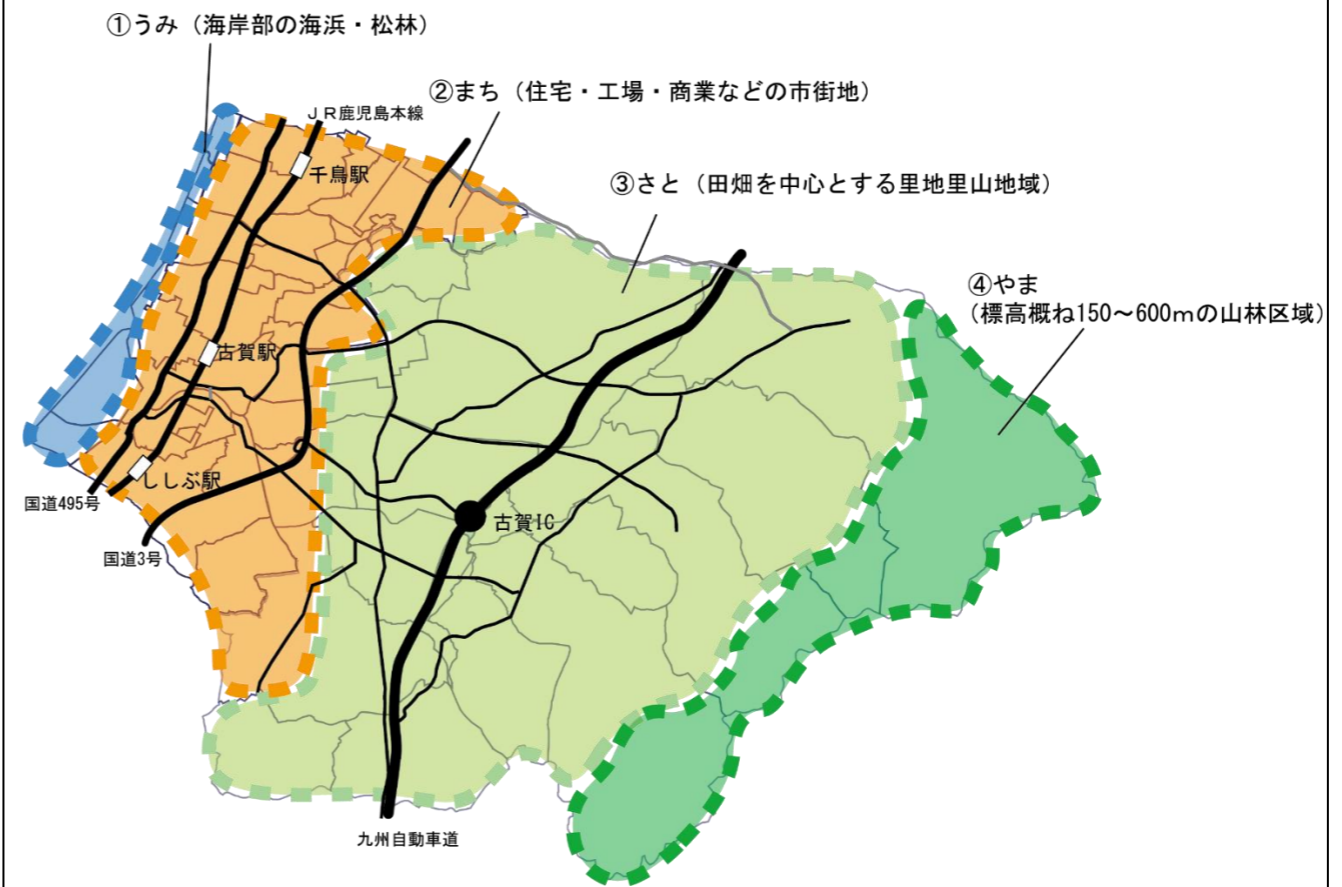 ①うみ（海岸部の海浜・松林）
②まち（住宅・工場・商業などの市街地）
ＪＲ鹿児島本線
千鳥駅
③さと（田畑を中心とする里地里山地域）
④やま
（標高概ね150～600ｍの山林区域）
古賀駅
ししぶ駅
国道495号
古賀IC
国道3号
九州自動車道